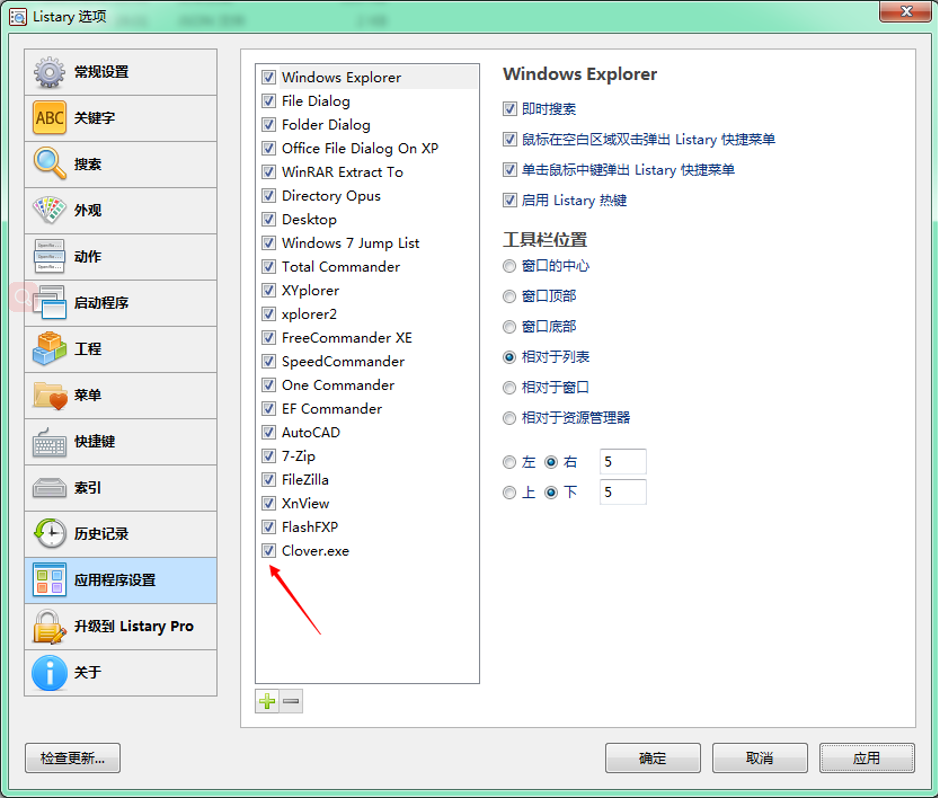 Listary 选项
常规设置
ABC
关键字
搜索
外观
动作
启动程序
工程
菜单
快捷键
索引
历史记录
应用程序设置
升级到 Listary Pro
关于
Windows Explorer
File Dialog
Folder Dialog
Office File Dialog On XP
WinRAR Extract To
Directory Opus
Desktop
Windows 7 Jump List
Total Commander
XYplorer
xplorer2
FreeCommander XE
SpeedCommander
One Commander
EF Commander
AutoCAD
7-Zip
FileZilla
XnView
FlashFXP
Clover.exe
Windows Explorer
即时搜索
鼠标在空白区域双击弹出 Listary 快捷菜单
单击鼠标中键弹出 Listary 快捷菜单
启用 Listary 热键
工具栏位置
窗口的中心
窗口顶部
窗口底部
相对于列表
相对于窗口
相对于资源管理器
左 右 5
上 下 5
检查更新...
确定 取消 应用